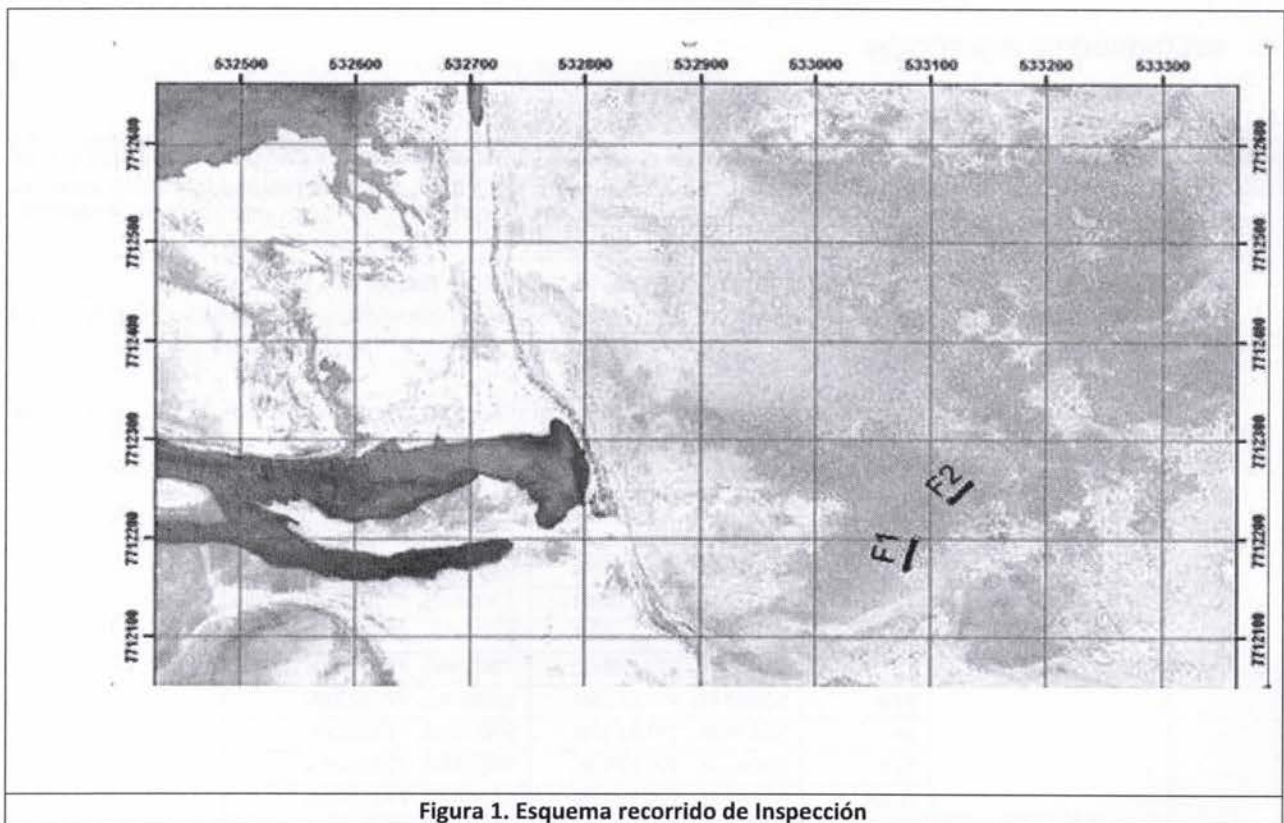 532500 532600 532700 532800 532900 533000 533100 533200 533300
7712600 7712600
7712500 7712500
7712400 7712400
7712300 7712300
F2
7712200 F1 7712200
7712100 7712100
Figura 1. Esquema recorrido de Inspección